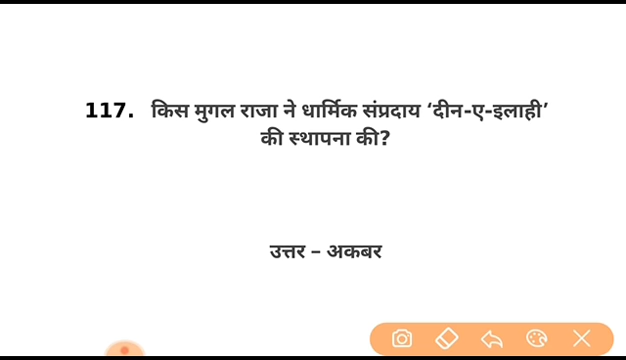 117. किस मुगल राजा ने धार्मिक संप्रदाय ‘दीन-ए-इलाही’
की स्थापना की?
उत्तर – अकबर